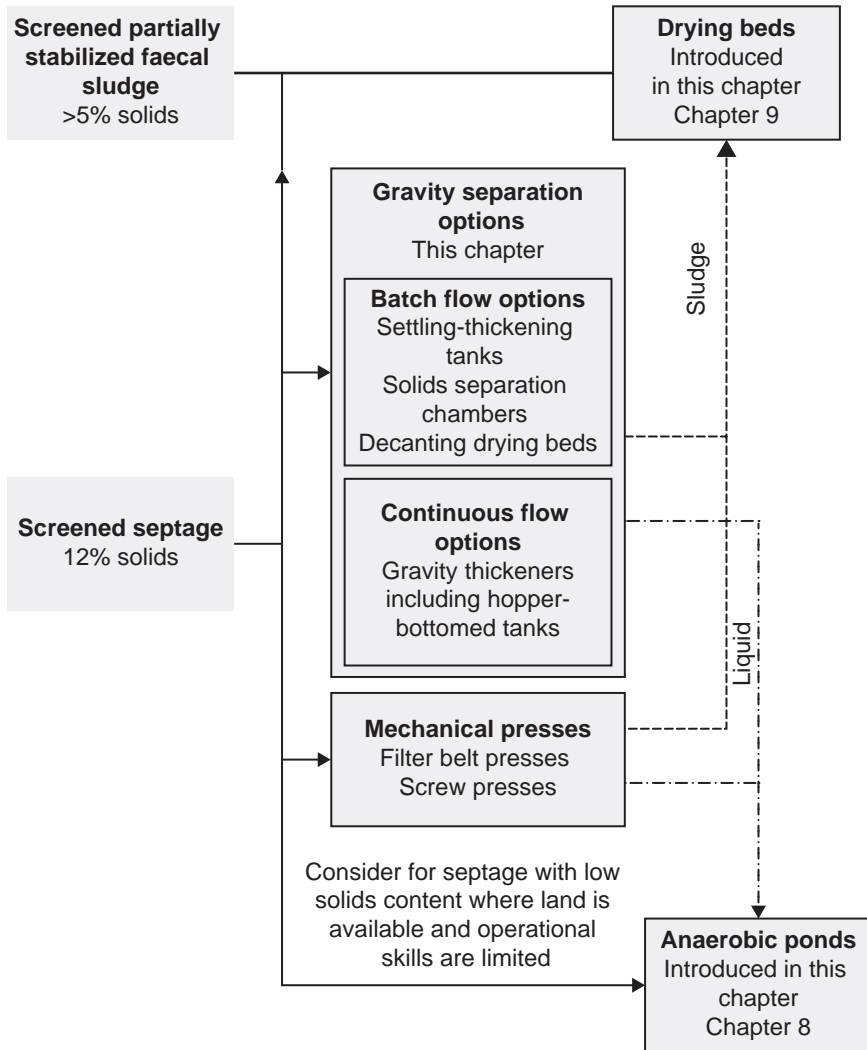 Screened partially
stabilized faecal
sludge
>5% solids
Drying beds
Introduced
in this chapter
Chapter 9
Gravity separation
options
This chapter
Batch flow options
Settling-thickening
tanks
Solids separation
chambers
Decanting drying beds
Sludge
Screened septage
12% solids
Continuous flow
options
Gravity thickeners
including hopper-
bottomed tanks
Liquid
Mechanical presses
Filter belt presses
Screw presses
Consider for septage with low
solids content where land is
available and operational
skills are limited
Anaerobic ponds
Introduced in this
chapter
Chapter 8